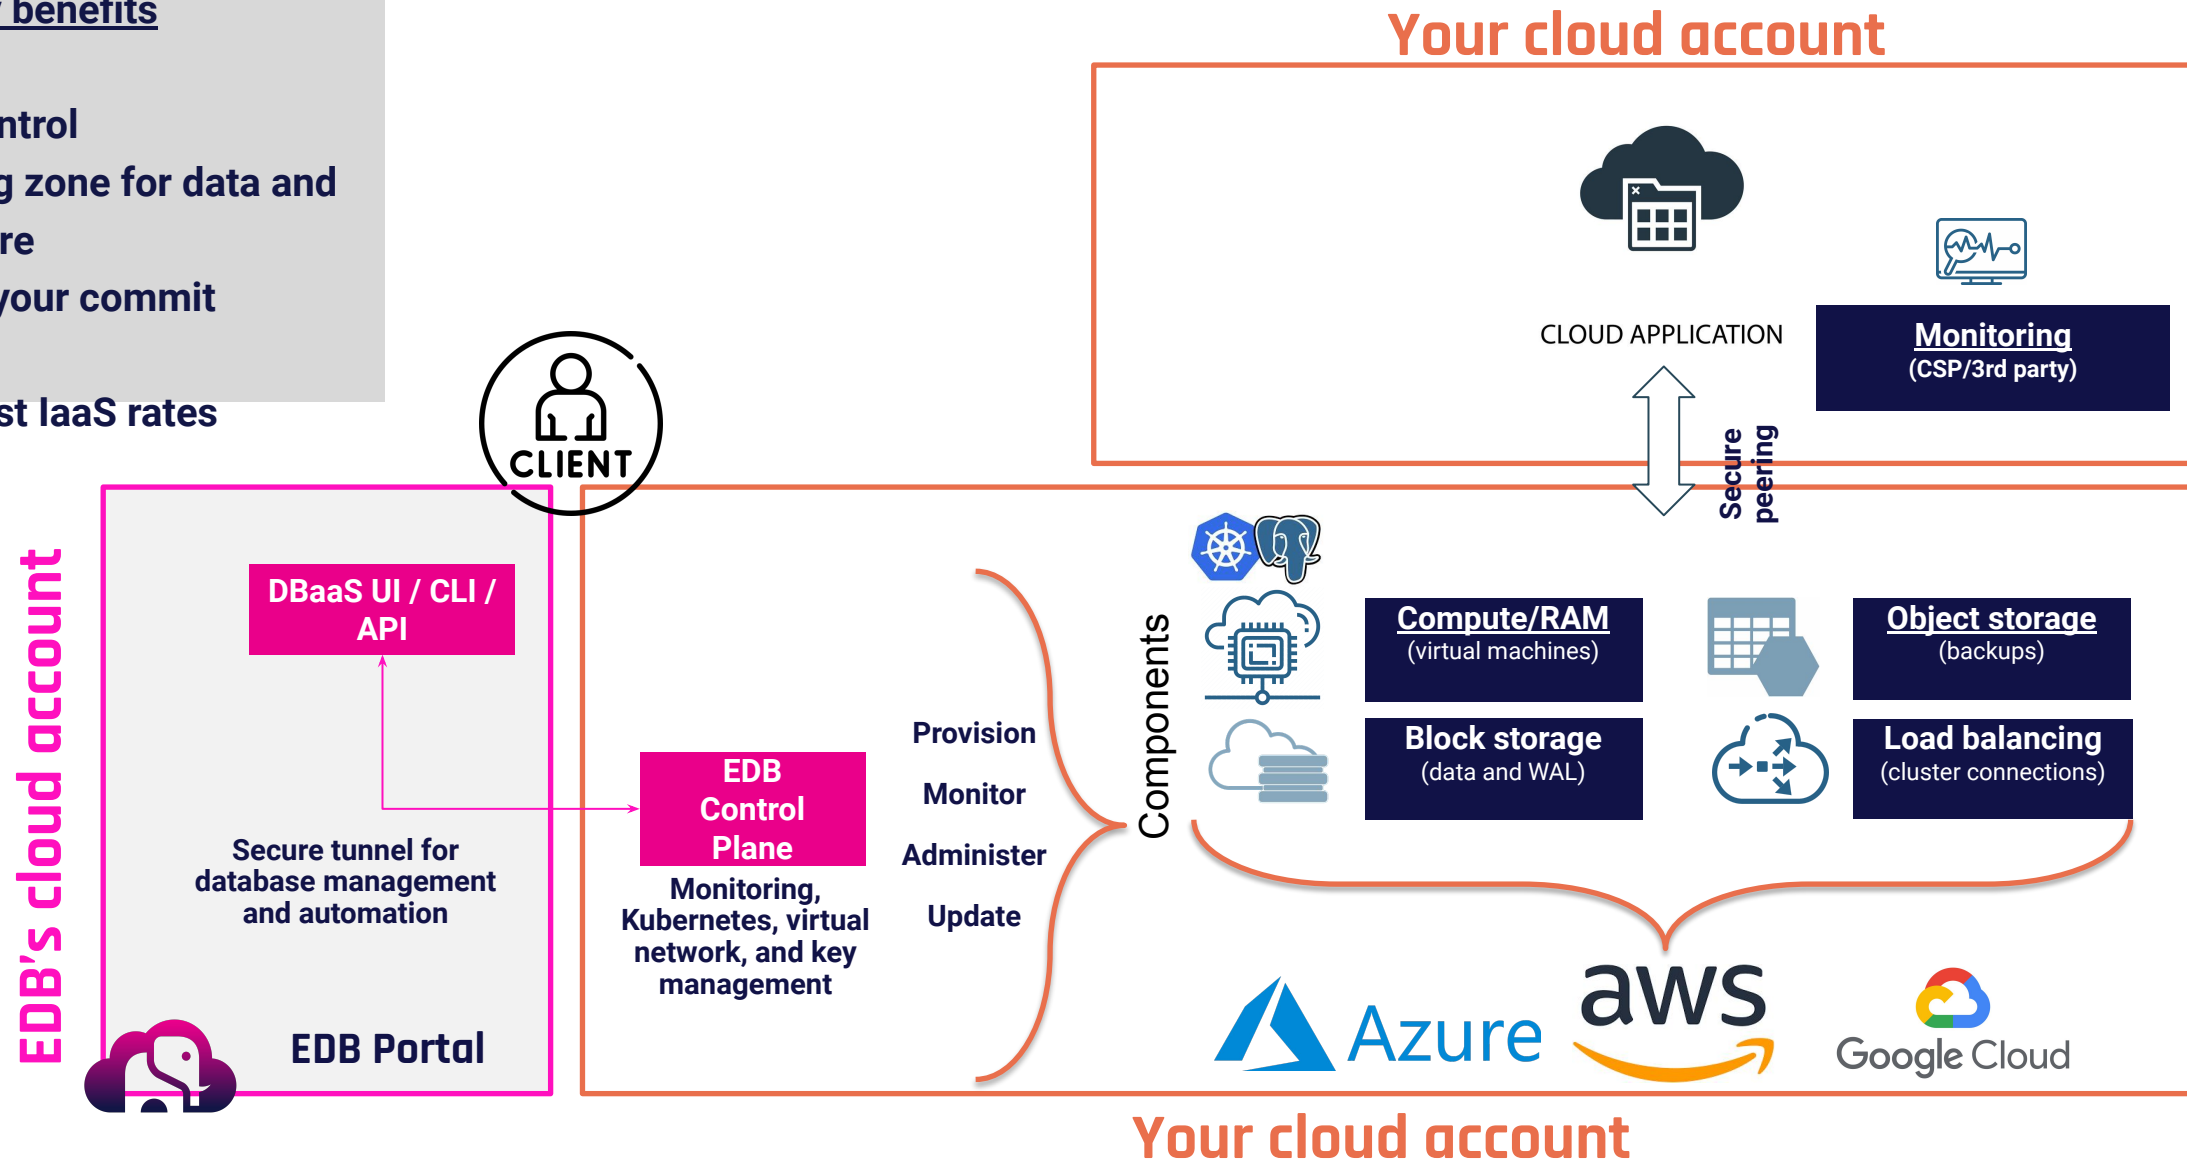 benefits
ntrol
g zone for data and
re
your commit
st IaaS rates
Your cloud account
CLOUD APPLICATION
Monitoring
(CSP/3rd party)
Secure
peering
CLIENT
EDB's cloud account
DBaaS UI / CLI /
API
Secure tunnel for
database management
and automation
EDB Portal
EDB
Control
Plane
Monitoring,
Kubernetes, virtual
network, and key
management
Provision
Monitor
Administer
Update
Components
Compute/RAM
(virtual machines)
Object storage
(backups)
Block storage
(data and WAL)
Load balancing
(cluster connections)
Azure
aws
Google Cloud
Your cloud account